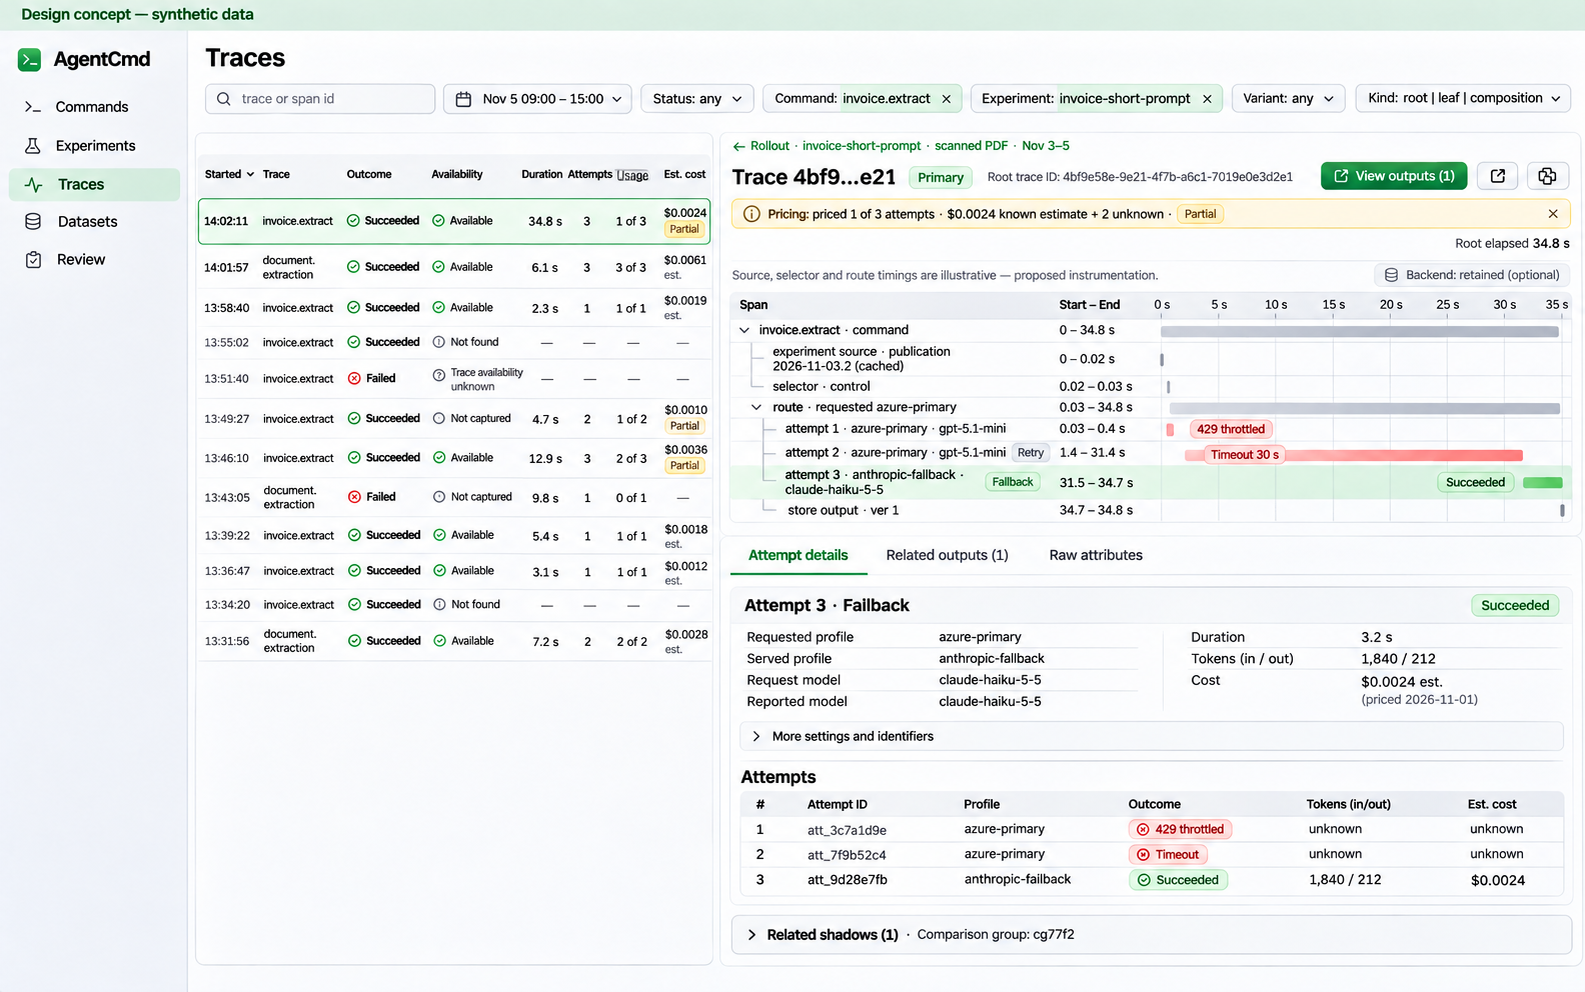 Design concept — synthetic data
AgentCmd
Commands
Experiments
Traces
Datasets
Review
Traces
trace or span id
Nov 5 09:00 – 15:00
Status: any
Command: invoice.extract ×
Experiment: invoice-short-prompt ×
Variant: any
Kind: root | leaf | composition
Started Trace Outcome Availability Duration Attempts Usage Est. cost
14:02:11 invoice.extract Succeeded Available 34.8 s 3 1 of 3 $0.0024
Partial
14:01:57 document. Succeeded Available 6.1 s 3 3 of 3 $0.0061
extraction est.
13:58:40 invoice.extract Succeeded Available 2.3 s 1 1 of 1 $0.0019
est.
13:55:02 invoice.extract Succeeded Not found — — — —
13:51:40 invoice.extract Failed Trace availability — — — —
unknown
13:49:27 invoice.extract Succeeded Not captured 4.7 s 2 1 of 2 $0.0010
Partial
13:46:10 invoice.extract Succeeded Available 12.9 s 3 2 of 3 $0.0036
Partial
13:43:05 document. Failed Not captured 9.8 s 1 0 of 1 —
extraction
13:39:22 invoice.extract Succeeded Available 5.4 s 1 1 of 1 $0.0018
est.
13:36:47 invoice.extract Succeeded Available 3.1 s 1 1 of 1 $0.0012
est.
13:34:20 invoice.extract Succeeded Not found — — — —
13:31:56 document. Succeeded Available 7.2 s 2 2 of 2 $0.0028
extraction est.
← Rollout · invoice-short-prompt · scanned PDF · Nov 3–5
Trace 4bf9...e21 Primary Root trace ID: 4bf9e58e-9e21-4f7b-a6c1-7019e0e3d2e1 View outputs (1)
Pricing: priced 1 of 3 attempts · $0.0024 known estimate + 2 unknown · Partial ×
Root elapsed 34.8 s
Source, selector and route timings are illustrative — proposed instrumentation. Backend: retained (optional)
Span Start – End 0 s 5 s 10 s 15 s 20 s 25 s 30 s 35 s
invoice.extract · command 0 – 34.8 s
experiment source · publication
2026-11-03.2 (cached) 0 – 0.02 s
selector · control 0.02 – 0.03 s
route · requested azure-primary 0.03 – 34.8 s
attempt 1 · azure-primary · gpt-5.1-mini 0.03 – 0.4 s 429 throttled
attempt 2 · azure-primary · gpt-5.1-mini Retry 1.4 – 31.4 s Timeout 30 s
attempt 3 · anthropic-fallback ·
claude-haiku-5-5 Fallback 31.5 – 34.7 s Succeeded
store output · ver 1 34.7 – 34.8 s
Attempt details Related outputs (1) Raw attributes
Attempt 3 · Failback Succeeded
Requested profile azure-primary Duration 3.2 s
Served profile anthropic-fallback Tokens (in / out) 1,840 / 212
Request model claude-haiku-5-5 Cost $0.0024 est.
Reported model claude-haiku-5-5 (priced 2026-11-01)
More settings and identifiers
Attempts
# Attempt ID Profile Outcome Tokens (in/out) Est. cost
1 att_3c7a1d9e azure-primary 429 throttled unknown unknown
2 att_7f9b52c4 azure-primary Timeout unknown unknown
3 att_9d28e7fb anthropic-failback Succeeded 1,840 / 212 $0.0024
Related shadows (1) · Comparison group: cg77f2